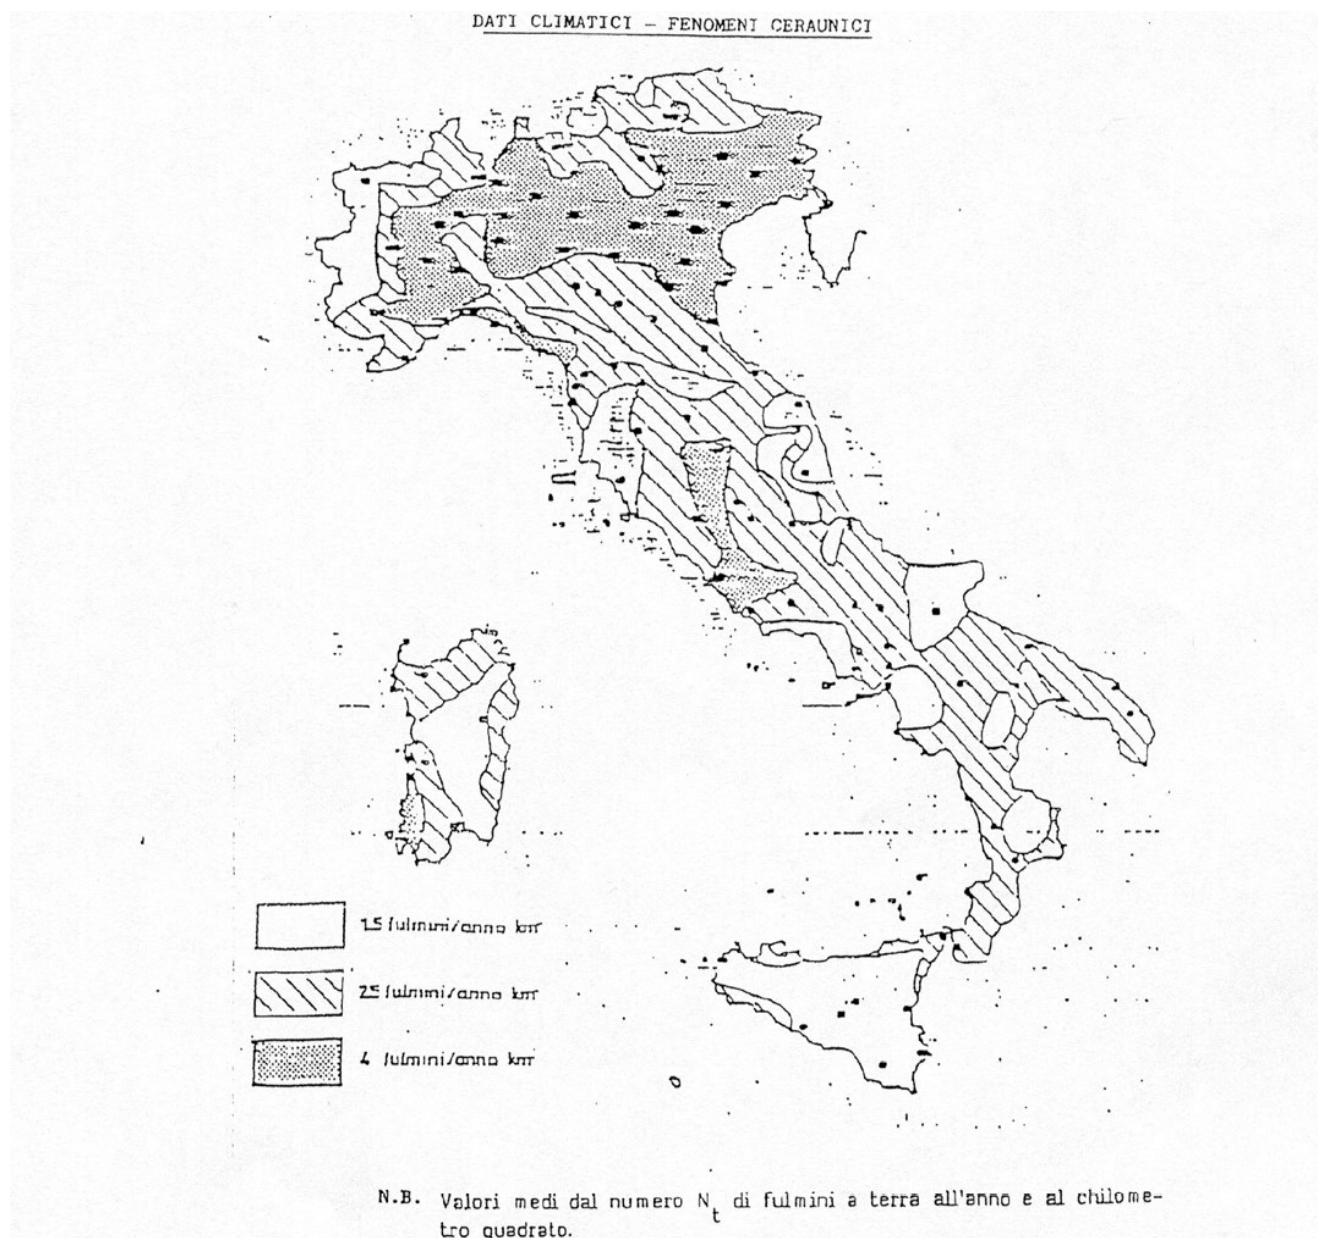 DATI CLIMATICI – FENOMENI CERAUNICI
1.5 fulmini/anno km²
2.5 fulmini/anno km²
4 fulmini/anno km²
N.B. Valori medi dal numero N_t di fulmini a terra all'anno e al chilome-
tro quadrato.